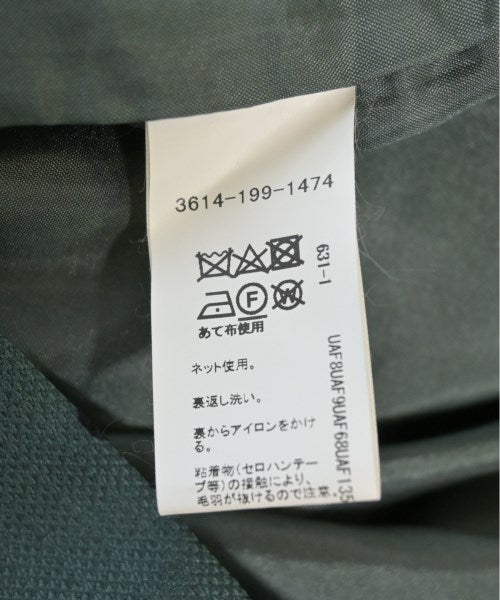 3614-199-1474
631-1
F
W
あて布使用
ネット使用。
裏返し洗い。
裏からアイロンをかけ
る。
粘着物(セロハンテー
プ等)の接触により、
毛羽が抜けるので注意。
UAF8UAF9UAF68UAF135